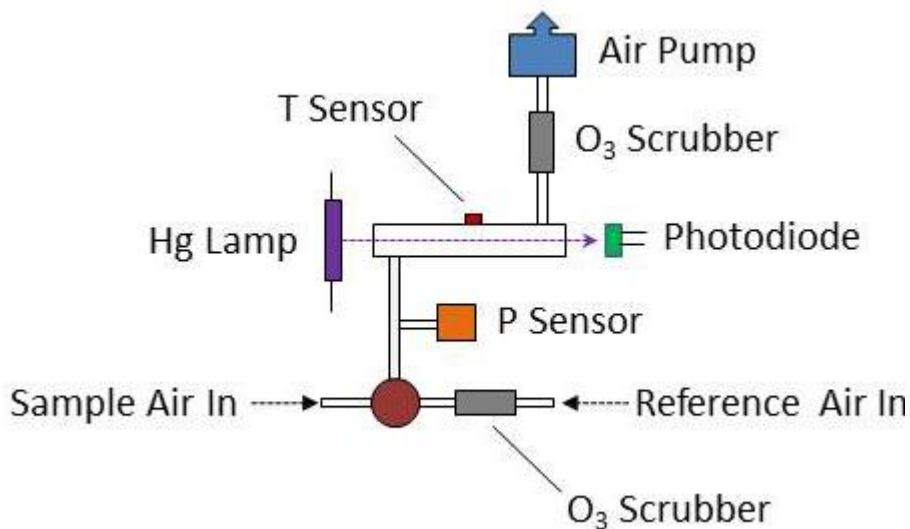 Air Pump
T Sensor
O₃ Scrubber
Hg Lamp
Photodiode
P Sensor
Sample Air In
Reference Air In
O₃ Scrubber